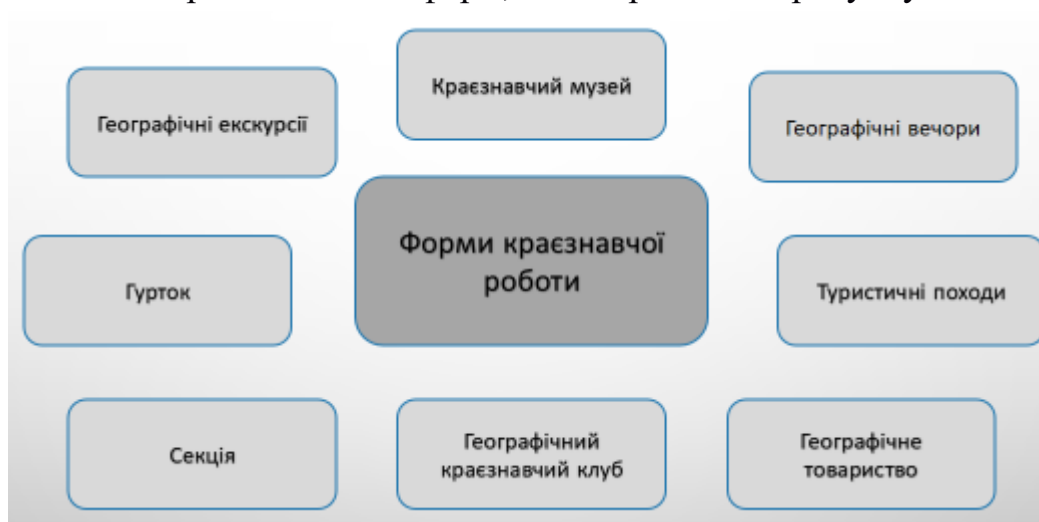 Краєзнавчий музей
Географічні екскурсії
Географічні вечори
Форми краєзнавчої
роботи
Гурток
Туристичні походи
Секція
Географічний
краєзнавчий клуб
Географічне
товариство